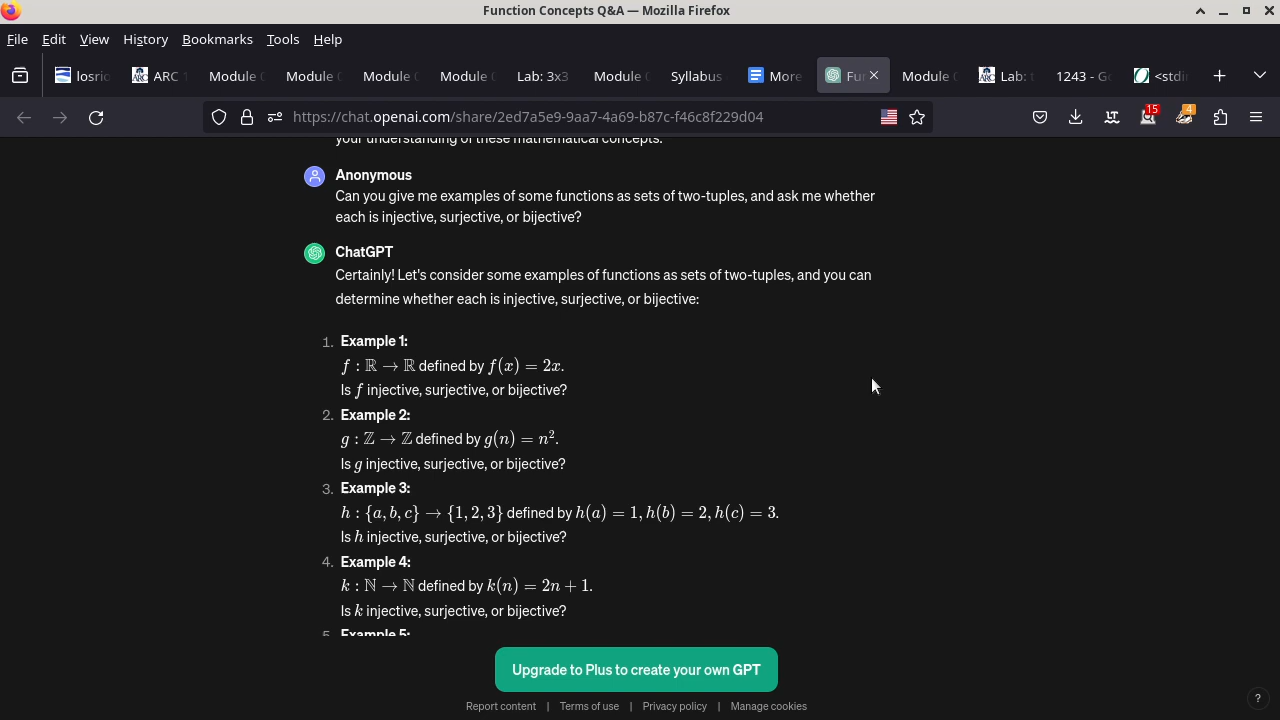 Function Concepts Q&A — Mozilla Firefox
File Edit View History Bookmarks Tools Help
losrio ARC 1 Module Module Module Module Lab: 3x3 Module Syllabus More Fu Module Lab: 1243 - Go <stdi
https://chat.openai.com/share/2ed7a5e9-9aa7-4a69-b87c-f46c8f229d04 15 4
your understanding of these mathematical concepts.
Anonymous
Can you give me examples of some functions as sets of two-tuples, and ask me whether
each is injective, surjective, or bijective?
ChatGPT
Certainly! Let's consider some examples of functions as sets of two-tuples, and you can
determine whether each is injective, surjective, or bijective:
1. Example 1:
f : ℝ → ℝ defined by f(x) = 2x.
Is f injective, surjective, or bijective?
2. Example 2:
g : ℤ → ℤ defined by g(n) = n².
Is g injective, surjective, or bijective?
3. Example 3:
h : {a, b, c} → {1, 2, 3} defined by h(a) = 1, h(b) = 2, h(c) = 3.
Is h injective, surjective, or bijective?
4. Example 4:
k : ℕ → ℕ defined by k(n) = 2n + 1.
Is k injective, surjective, or bijective?
5. Example 5:
Upgrade to Plus to create your own GPT
Report content | Terms of use | Privacy policy | Manage cookies
?